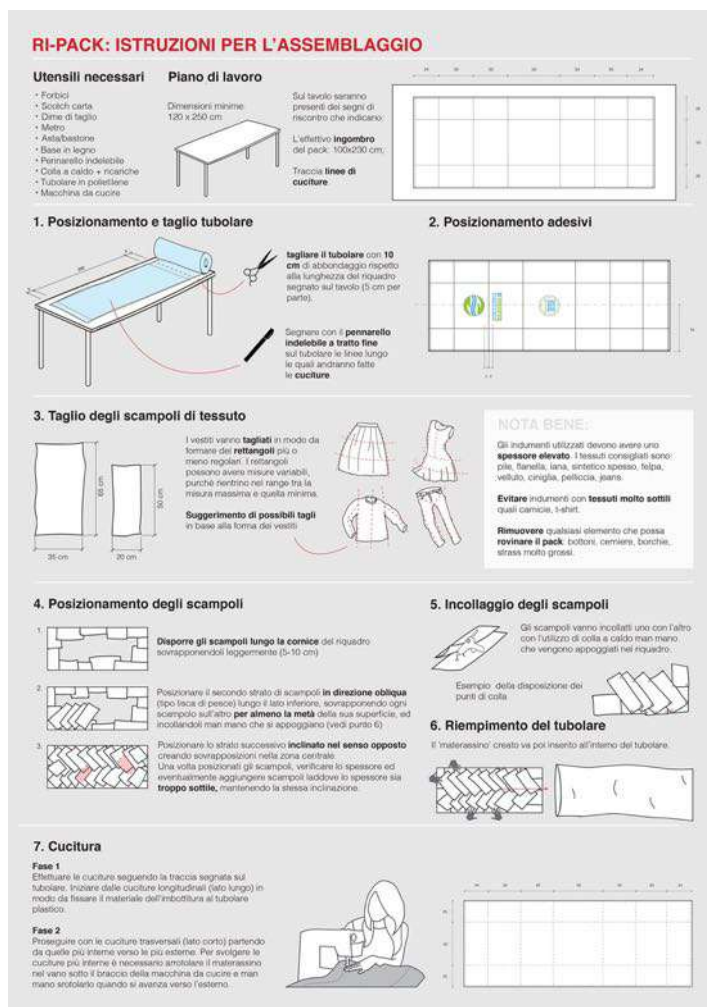 RI-PACK: ISTRUZIONI PER L'ASSEMBLAGGIO
Utensili necessari
• Forbici
• Scotch carta
• Dime di taglio
• Metro
• Asta/bastone
• Base in legno
• Pennarello indelebile
• Colla a caldo + ricariche
• Tubolare in polietilene
• Macchina da cucire
Piano di lavoro
Dimensioni minime
120 x 250 cm
Sul tavolo saranno
presenti dei segni di
riscontro che indicano:
L'effettivo ingombro
del pack: 100x230 cm;
Traccia linee di
cuciture.
1. Posizionamento e taglio tubolare
tagliare il tubolare con 10
cm di abbondaggio rispetto
alla lunghezza del riquadro
segnato sul tavolo (5 cm per
parte).
Segnare con il pennarello
indelebile a tratto fine
sul tubolare le linee lungo
le quali andranno fatte
le cuciture.
2. Posizionamento adesivi
3. Taglio degli scampoli di tessuto
65 cm
50 cm
35 cm
20 cm
I vestiti vanno tagliati in modo da
formare dei rettangoli più o
meno regolari. I rettangoli
possono avere misure variabili,
purché rientrino nel range tra la
misura massima e quella minima.
Suggerimento di possibili tagli
in base alla forma dei vestiti
NOTA BENE:
Gli indumenti utilizzati devono avere uno
spessore elevato. I tessuti consigliati sono:
pile, flanella, lana, sintetico spesso, felpa,
velluto, ciniglia, pelliccia, jeans.
Evitare indumenti con tessuti molto sottili
quali camicie, t-shirt.
Rimuovere qualsiasi elemento che possa
rovinare il pack: bottoni, cerniere, borchie,
strass molto grossi.
4. Posizionamento degli scampoli
1.
Disporre gli scampoli lungo la cornice del riquadro
sovrapponendoli leggermente (5-10 cm)
2.
Posizionare il secondo strato di scampoli in direzione obliqua
(tipo lisca di pesce) lungo il lato inferiore, sovrapponendo ogni
scampolo sull'altro per almeno la metà della sua superficie, ed
incollandoli man mano che si appoggiano (vedi punto 6)
3.
Posizionare lo strato successivo inclinato nel senso opposto
creando sovrapposizioni nella zona centrale.
Una volta posizionati gli scampoli, verificare lo spessore ed
eventualmente aggiungere scampoli laddove lo spessore sia
troppo sottile, mantenendo la stessa inclinazione.
5. Incollaggio degli scampoli
Gli scampoli vanno incollati uno con l'altro
con l'utilizzo di colla a caldo man mano
che vengono appoggiati nel riquadro.
Esempio della disposizione dei
punti di colla
6. Riempimento del tubolare
Il 'materassino' creato va poi inserito all'interno del tubolare.
7. Cucitura
Fase 1
Effettuare le cuciture seguendo la traccia segnata sul
tubolare. Iniziare dalle cuciture longitudinali (lato lungo) in
modo da fissare il materiale dell'imbottitura al tubolare
plastico.
Fase 2
Proseguire con le cuciture trasversali (lato corto) partendo
da quelle più interne verso le più esterne. Per svolgere le
cuciture più interne è necessario arrotolare il materassino
nel vano sotto il braccio della macchina da cucire e man
mano srotolarlo quando si avanza verso l'esterno.